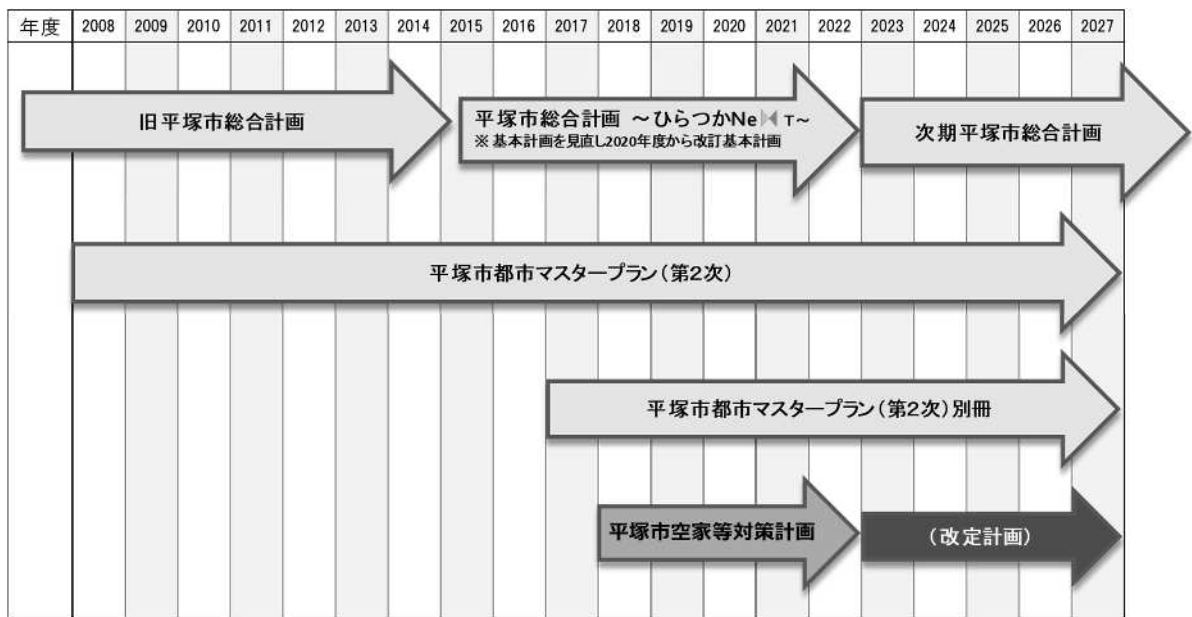 年度 2008 2009 2010 2011 2012 2013 2014 2015 2016 2017 2018 2019 2020 2021 2022 2023 2024 2025 2026 2027
旧平塚市総合計画
平塚市総合計画 ～ひらつかNeXT～
※ 基本計画を見直し2020年度から改訂基本計画
次期平塚市総合計画
平塚市都市マスタープラン（第２次）
平塚市都市マスタープラン（第２次）別冊
平塚市空家等対策計画
（改定計画）